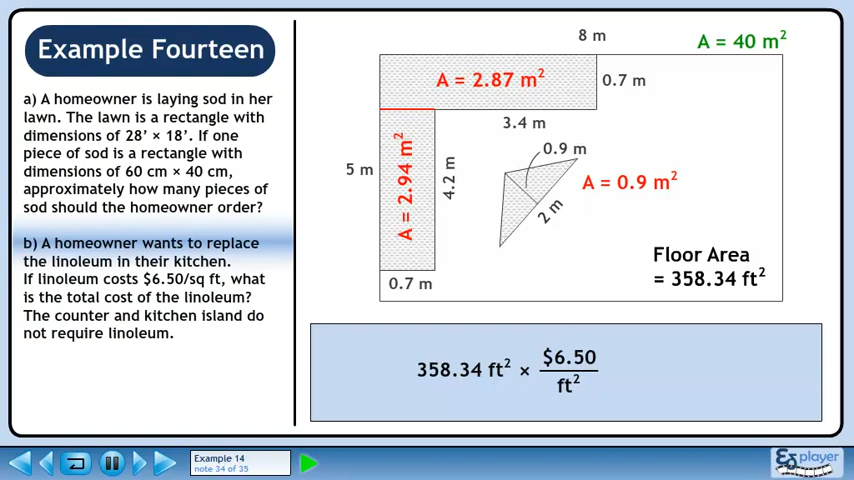 Example Fourteen
a) A homeowner is laying sod in her
lawn. The lawn is a rectangle with
dimensions of 28’ × 18’. If one
piece of sod is a rectangle with
dimensions of 60 cm × 40 cm,
approximately how many pieces of
sod should the homeowner order?
b) A homeowner wants to replace
the linoleum in their kitchen.
If linoleum costs $6.50/sq ft, what
is the total cost of the linoleum?
The counter and kitchen island do
not require linoleum.
8 m
A = 40 m²
A = 2.87 m²
0.7 m
3.4 m
5 m
A = 2.94 m²
4.2 m
0.9 m
A = 0.9 m²
2 m
0.7 m
Floor Area
= 358.34 ft²
358.34 ft² × $6.50
ft²
Example 14
note 34 of 35
player